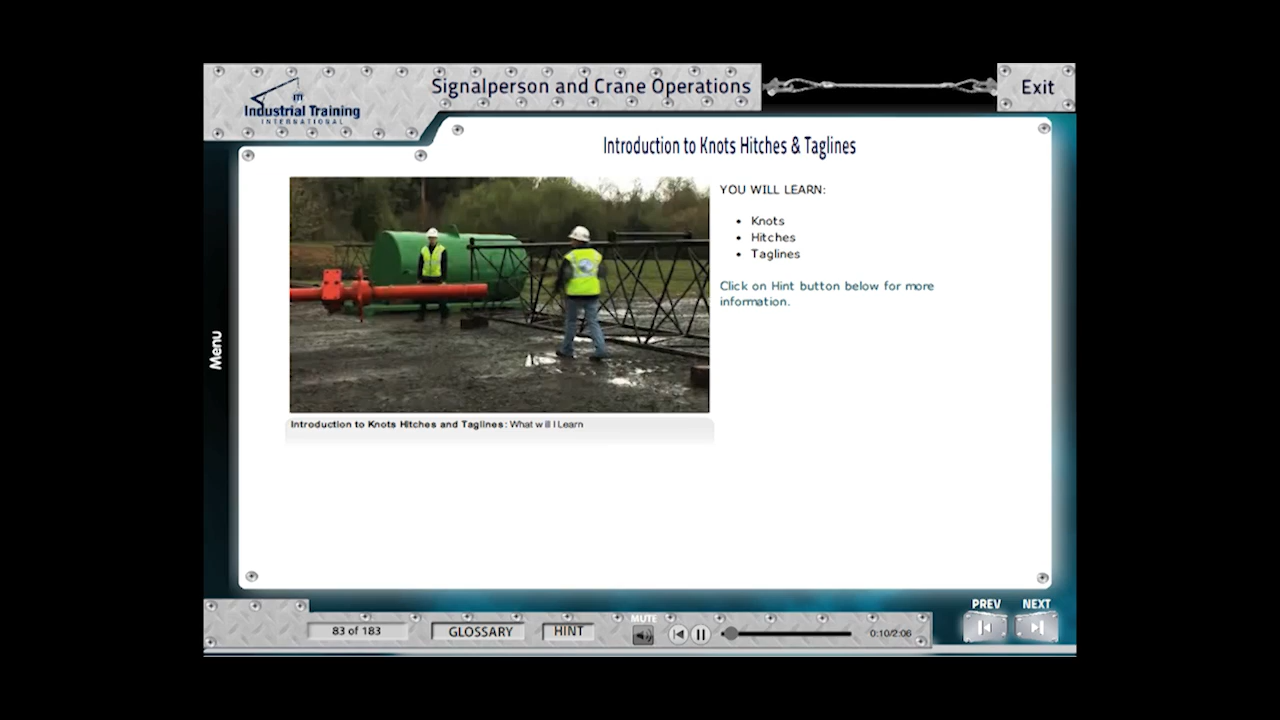 Signalperson and Crane Operations
Exit
ITI
Industrial Training
INTERNATIONAL
Introduction to Knots Hitches & Taglines
YOU WILL LEARN:
• Knots
• Hitches
• Taglines
Click on Hint button below for more
information.
Menu
Introduction to Knots Hitches and Taglines: What will I Learn
83 of 183
GLOSSARY
HINT
MUTE
0:10/2:06
PREV
NEXT